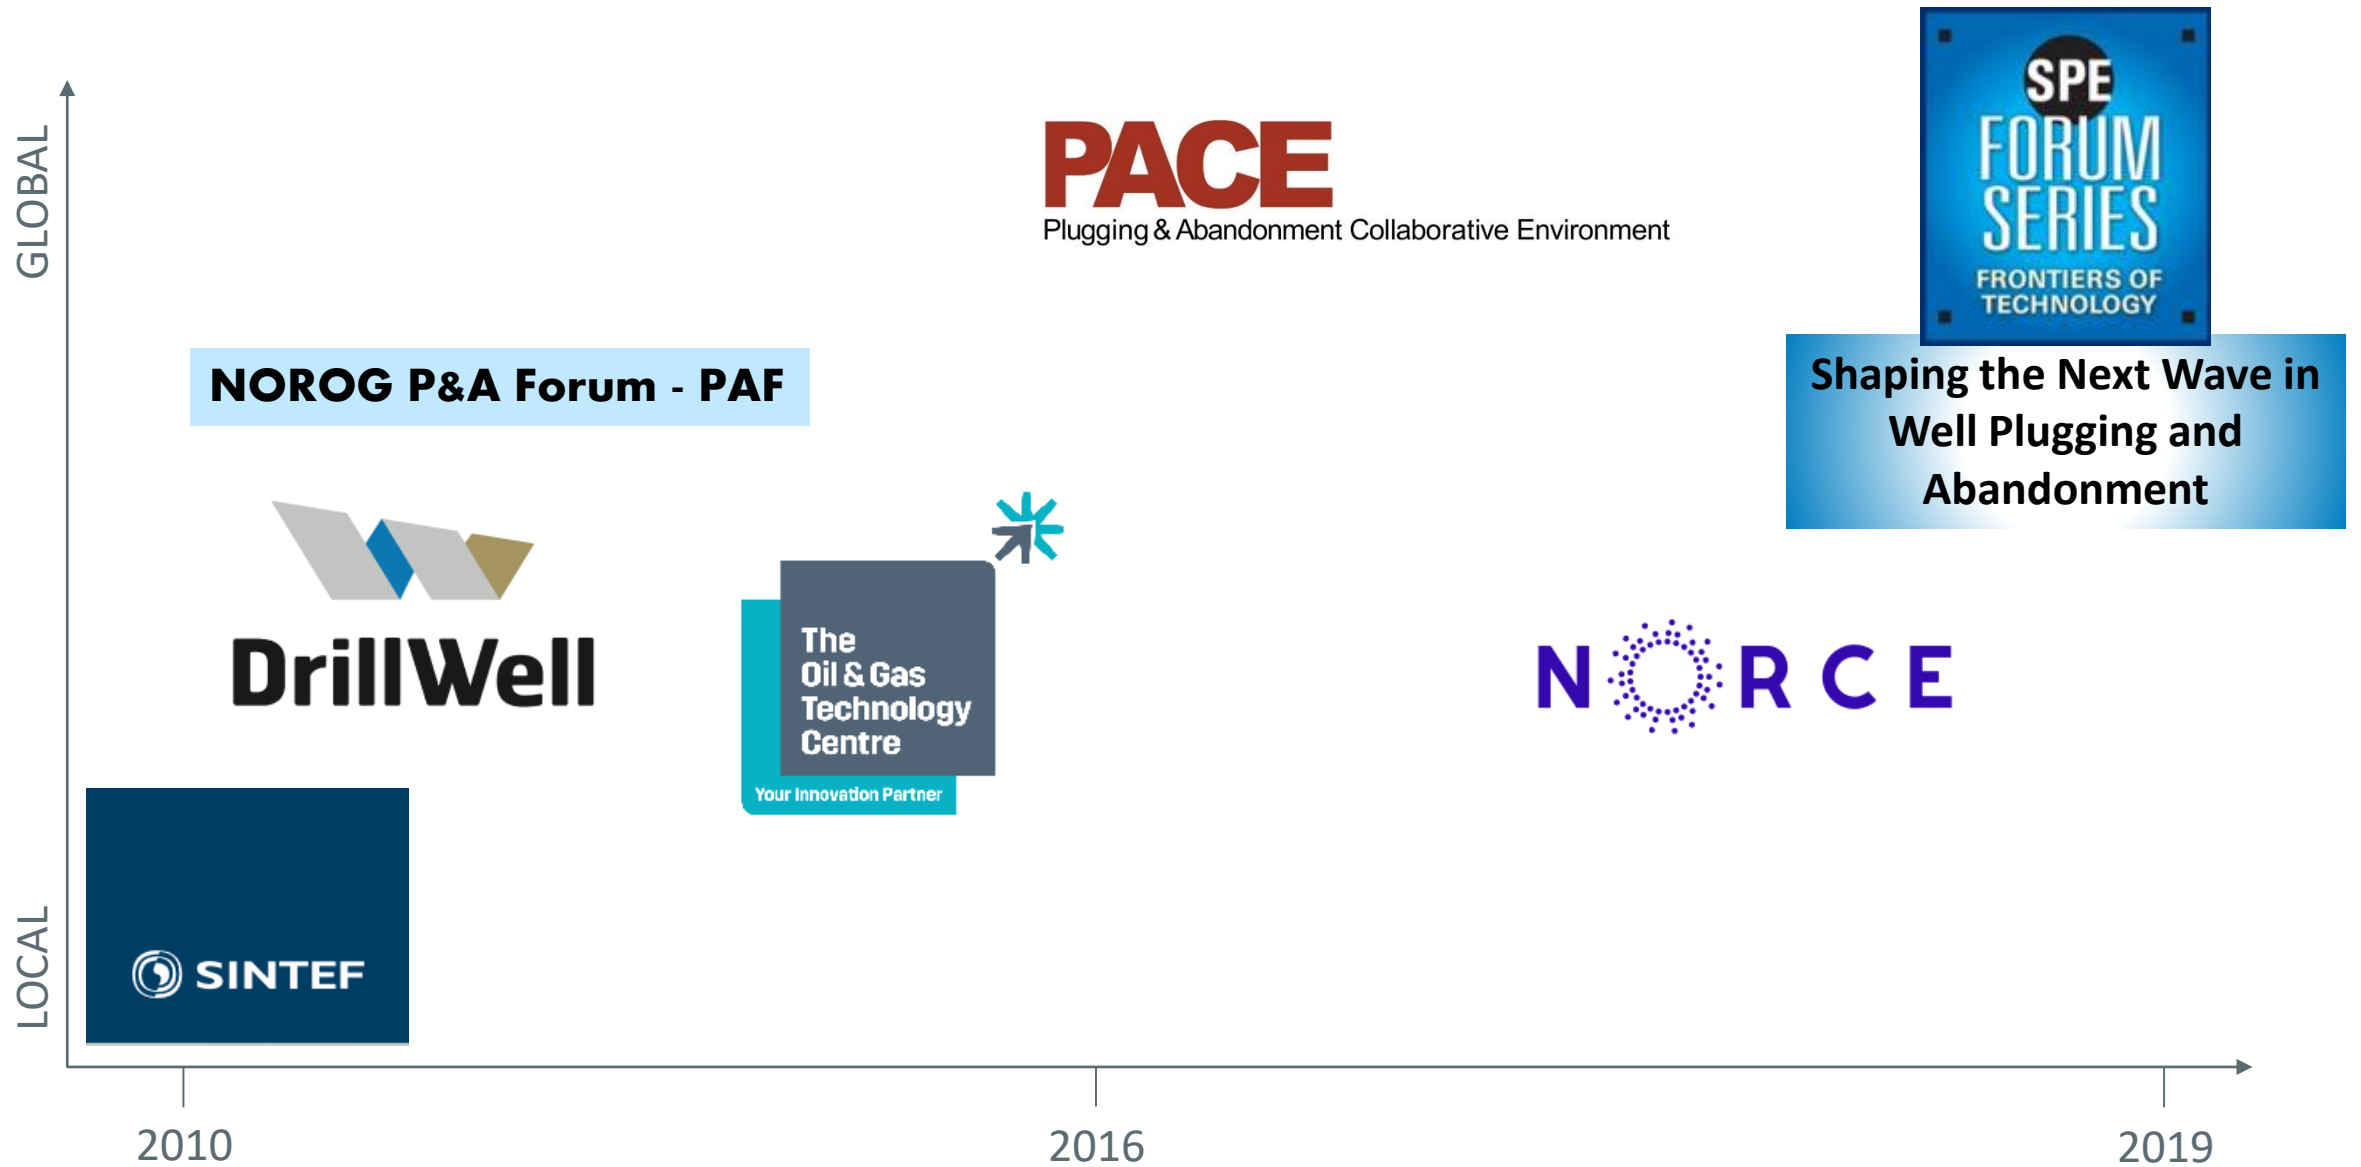 SPE
FORUM
SERIES
FRONTIERS OF
TECHNOLOGY
GLOBAL
PACE
Plugging & Abandonment Collaborative Environment
NOROG P&A Forum - PAF
Shaping the Next Wave in
Well Plugging and
Abandonment
DrillWell
The
Oil & Gas
Technology
Centre
Your Innovation Partner
NORCE
LOCAL
SINTEF
2010
2016
2019